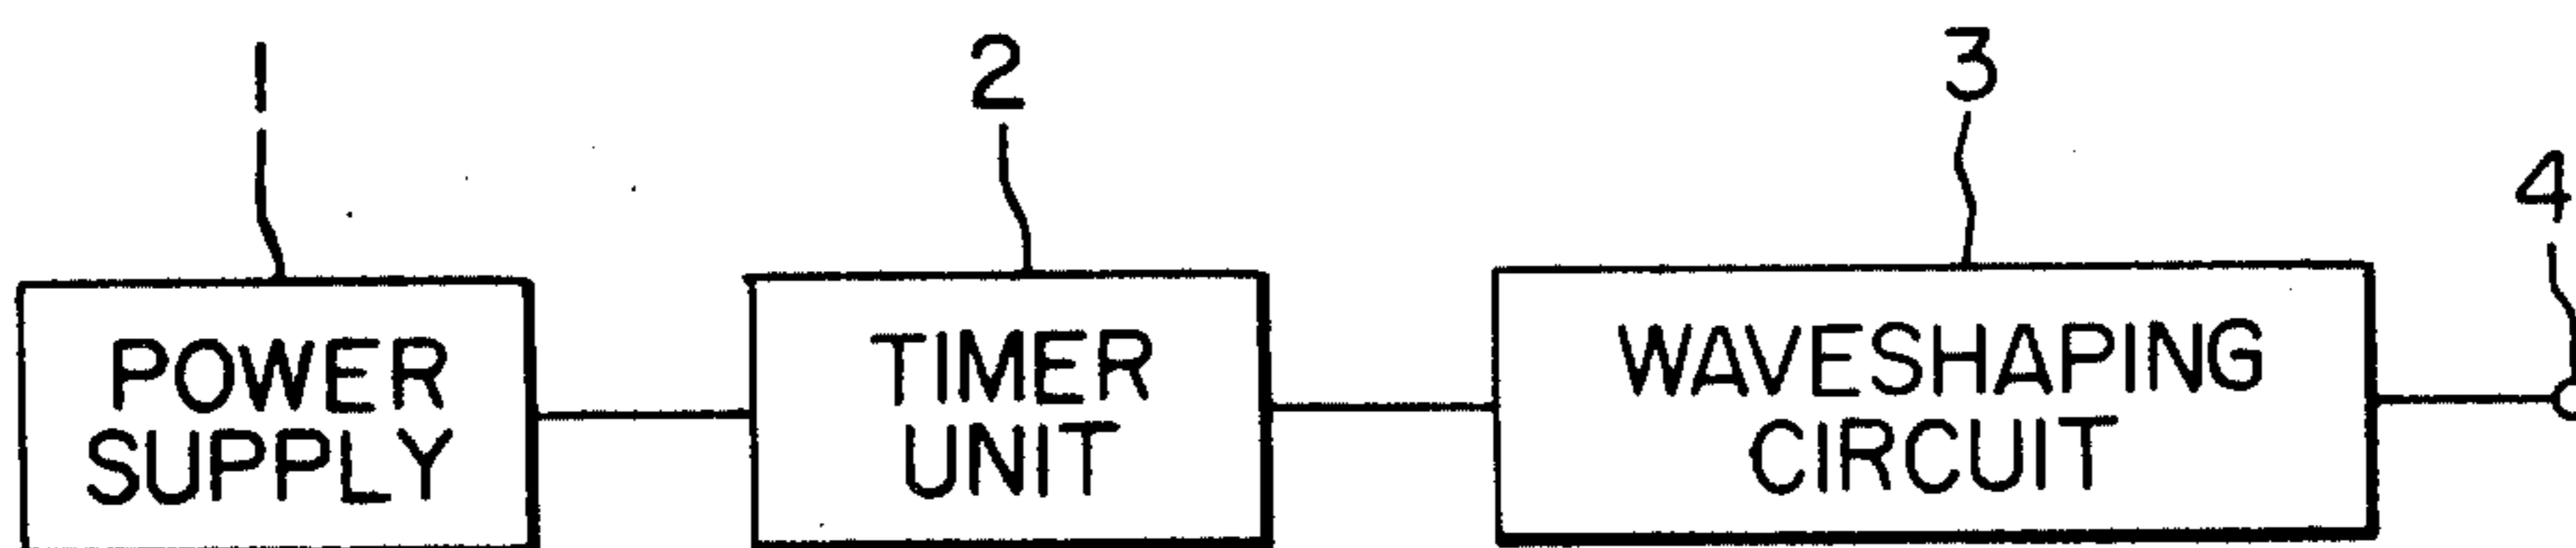 1
2
3
4
POWER
SUPPLY
TIMER
UNIT
WAVESHAPING
CIRCUIT